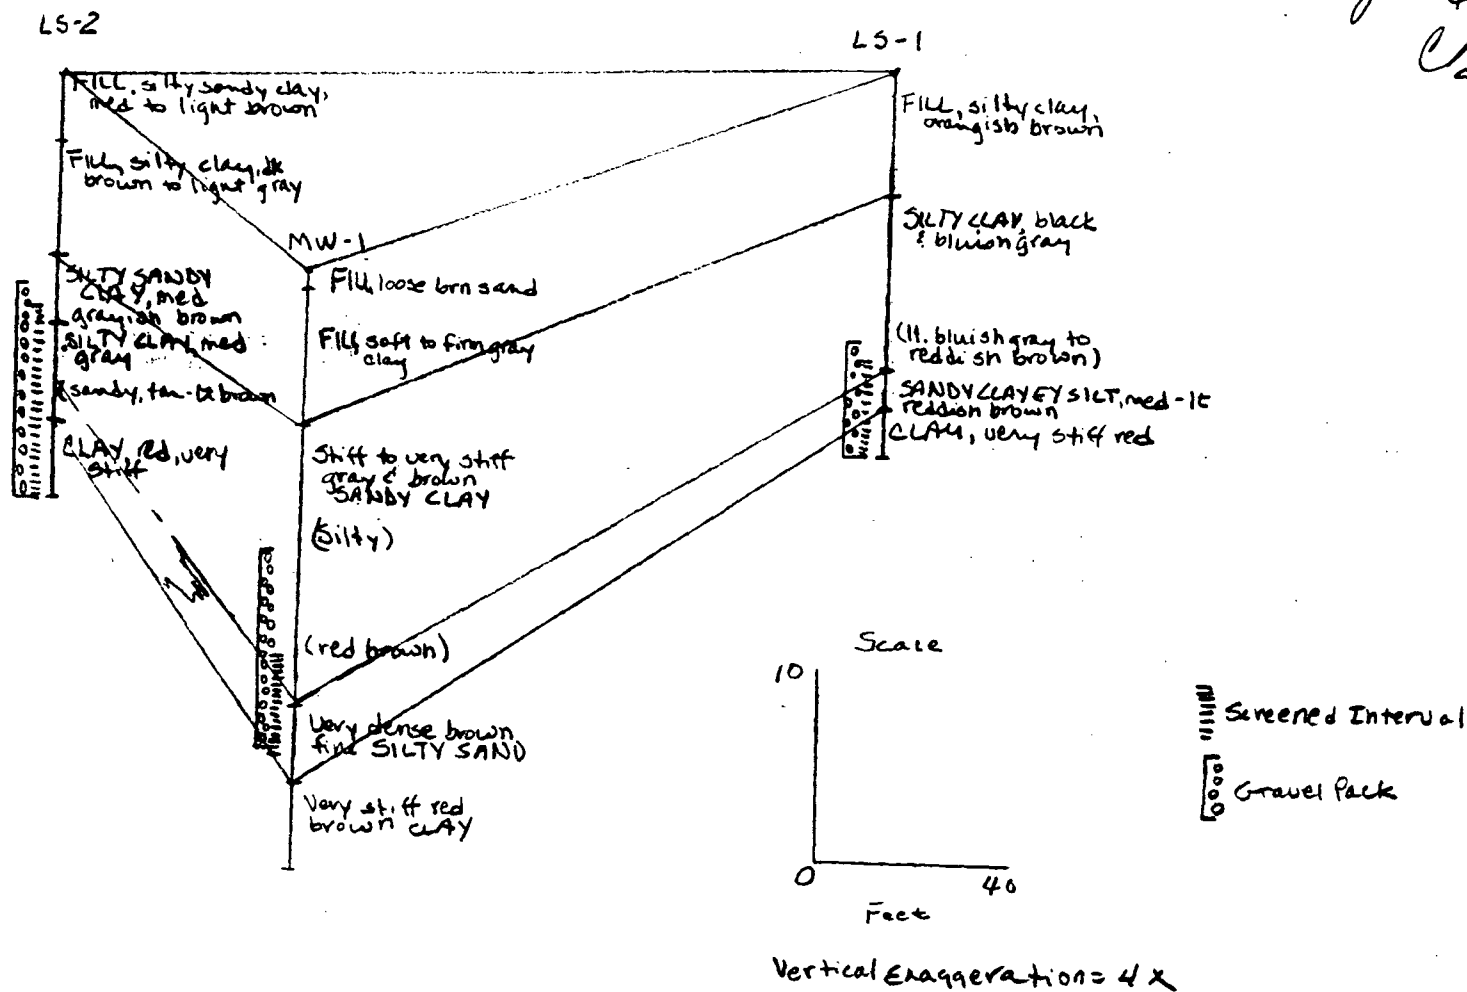 LS-2
LS-1
FILL, silty sandy clay,
med to light brown
Fill, silty clay, dk
brown to light gray
SILTY SANDY
CLAY, med
grayish brown
SILTY CLAY, med
gray
(sandy, tan-lt brown
CLAY, red, very
stiff
MW-1
Fill, loose brn sand
Fill, soft to firm gray
clay
Stiff to very stiff
gray & brown
SANDY CLAY
(Silty)
(red brown)
Very dense brown
fine SILTY SAND
Very stiff red
brown CLAY
FILL, silty clay,
orangish brown
SILTY CLAY, black
& bluish gray
(lt. bluish gray to
reddish brown)
SANDY CLAYEY SILT, med-lt
reddish brown
CLAY, very stiff red
Scale
10
0
40
Feet
Vertical Exaggeration = 4x
Screened Interval
Gravel Pack